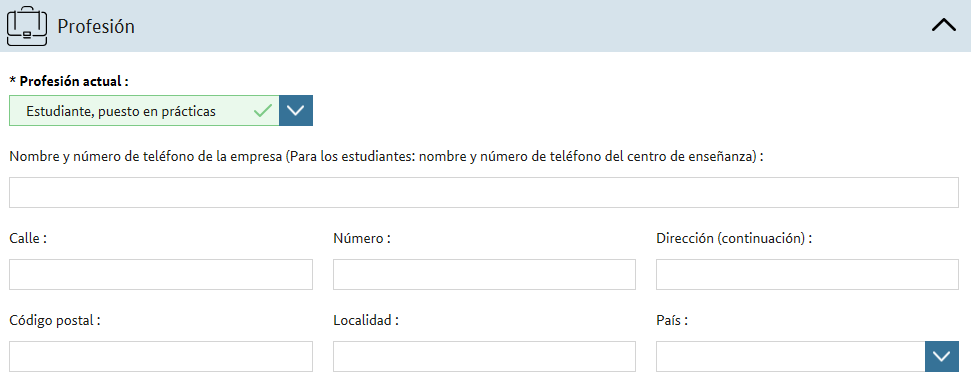 Profesión
* Profesión actual :
Estudiante, puesto en prácticas
Nombre y número de teléfono de la empresa (Para los estudiantes: nombre y número de teléfono del centro de enseñanza) :
Calle :
Número :
Dirección (continuación) :
Código postal :
Localidad :
País :